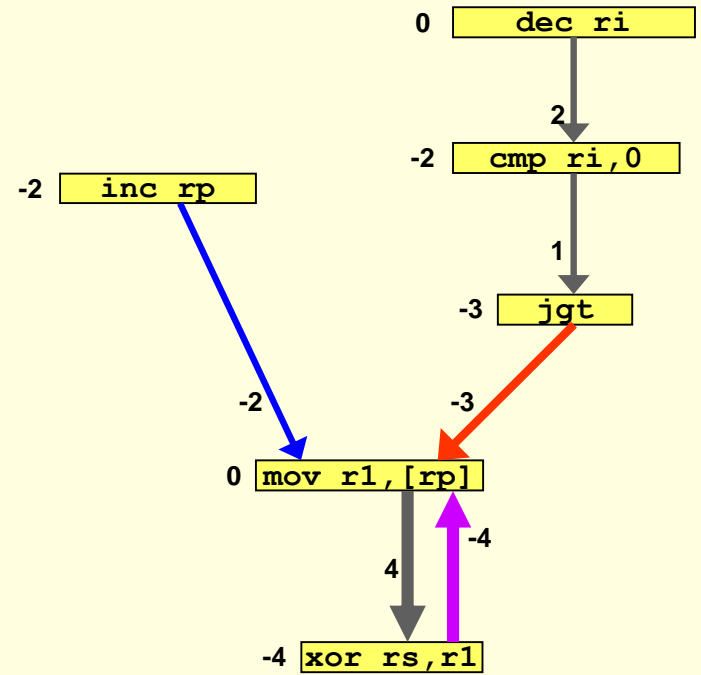 0 dec ri
2
-2 cmp ri,0
-2 inc rp
1
-3 jgt
-2 -3
0 mov r1,[rp]
4 -4
-4 xor rs,r1